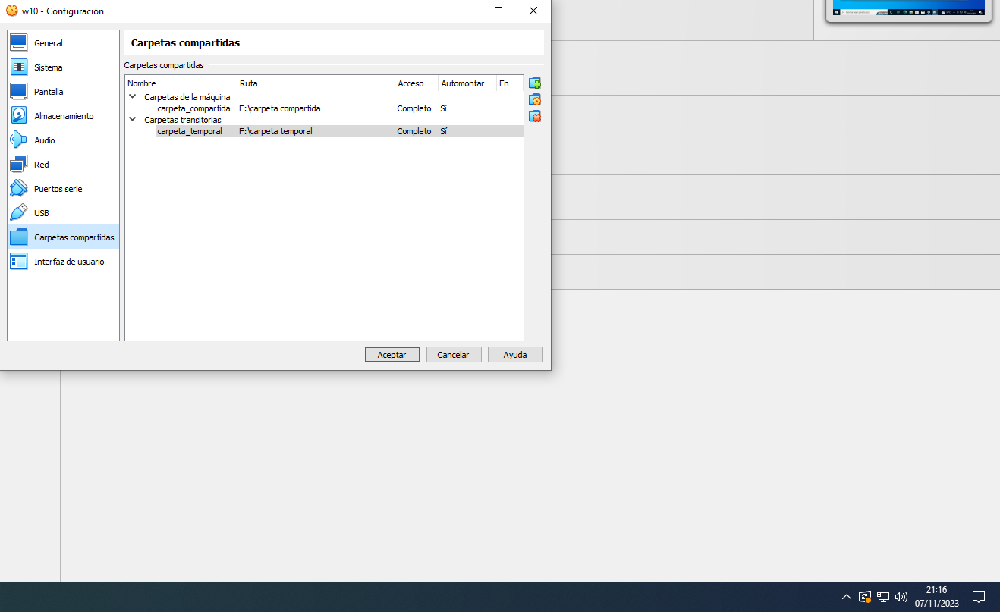 w10 - Configuración
General
Sistema
Pantalla
Almacenamiento
Audio
Red
Puertos serie
USB
Carpetas compartidas
Interfaz de usuario
Carpetas compartidas
Carpetas compartidas
Nombre Ruta Acceso Automontar En
Carpetas de la máquina
carpeta_compartida F:\carpeta compartida Completo Sí
Carpetas transitorias
carpeta_temporal F:\carpeta temporal Completo Sí
Aceptar Cancelar Ayuda
21:16
07/11/2023